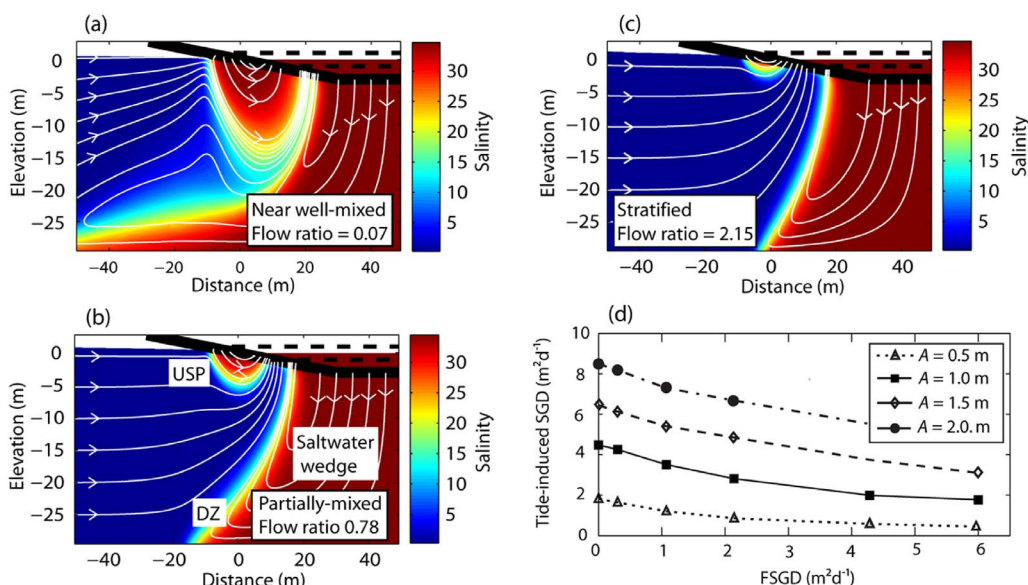 (a)
Elevation (m)
0
−5
−10
−15
−20
−25
−40
−20
0
20
40
Distance (m)
Near well-mixed
Flow ratio = 0.07
30
25
20
15
10
5
Salinity
(c)
Elevation (m)
0
−5
−10
−15
−20
−25
−40
−20
0
20
40
Distance (m)
Stratified
Flow ratio = 2.15
30
25
20
15
10
5
Salinity
(b)
Elevation (m)
0
−5
−10
−15
−20
−25
−40
−20
0
20
40
Distance (m)
USP
DZ
Saltwater
wedge
Partially-mixed
Flow ratio 0.78
30
25
20
15
10
5
Salinity
(d)
Tide-induced SGD (m²d⁻¹)
10
8
6
4
2
0
0
1
2
3
4
5
6
FSGD (m²d⁻¹)
A = 0.5 m
A = 1.0 m
A = 1.5 m
A = 2.0. m